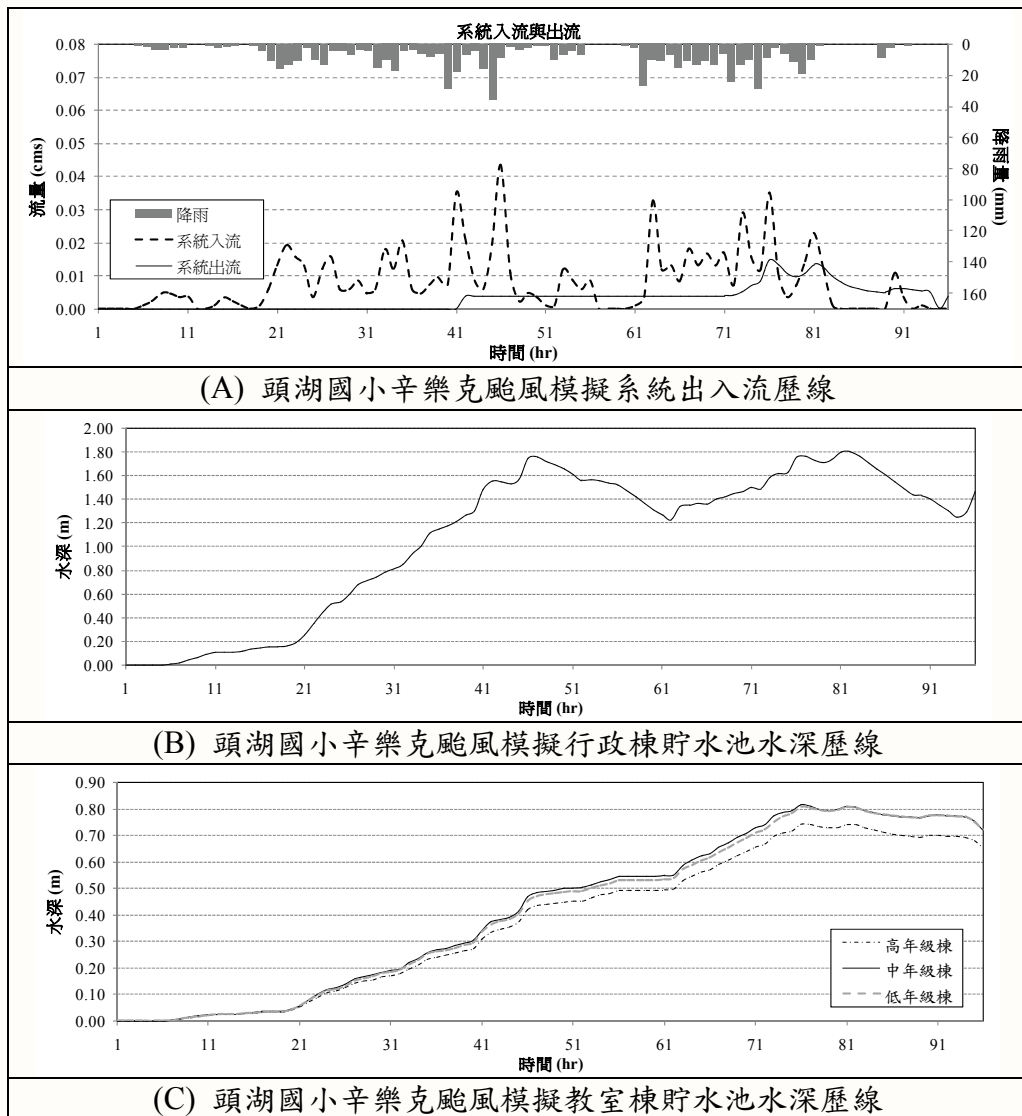 系統入流與出流
0.08
0.07
0.06
0.05
0.04
0.03
0.02
0.01
0.00
流量 (cms)
0
20
40
60
80
100
120
140
160
降雨量 (mm)
降雨
系統入流
系統出流
1 11 21 31 41 51 61 71 81 91
時間 (hr)
(A) 頭湖國小辛樂克颱風模擬系統出入流歷線
2.00
1.80
1.60
1.40
1.20
1.00
0.80
0.60
0.40
0.20
0.00
水深 (m)
1 11 21 31 41 51 61 71 81 91
時間 (hr)
(B) 頭湖國小辛樂克颱風模擬行政棟貯水池水深歷線
0.90
0.80
0.70
0.60
0.50
0.40
0.30
0.20
0.10
0.00
水深 (m)
高年級棟
中年級棟
低年級棟
1 11 21 31 41 51 61 71 81 91
時間 (hr)
(C) 頭湖國小辛樂克颱風模擬教室棟貯水池水深歷線